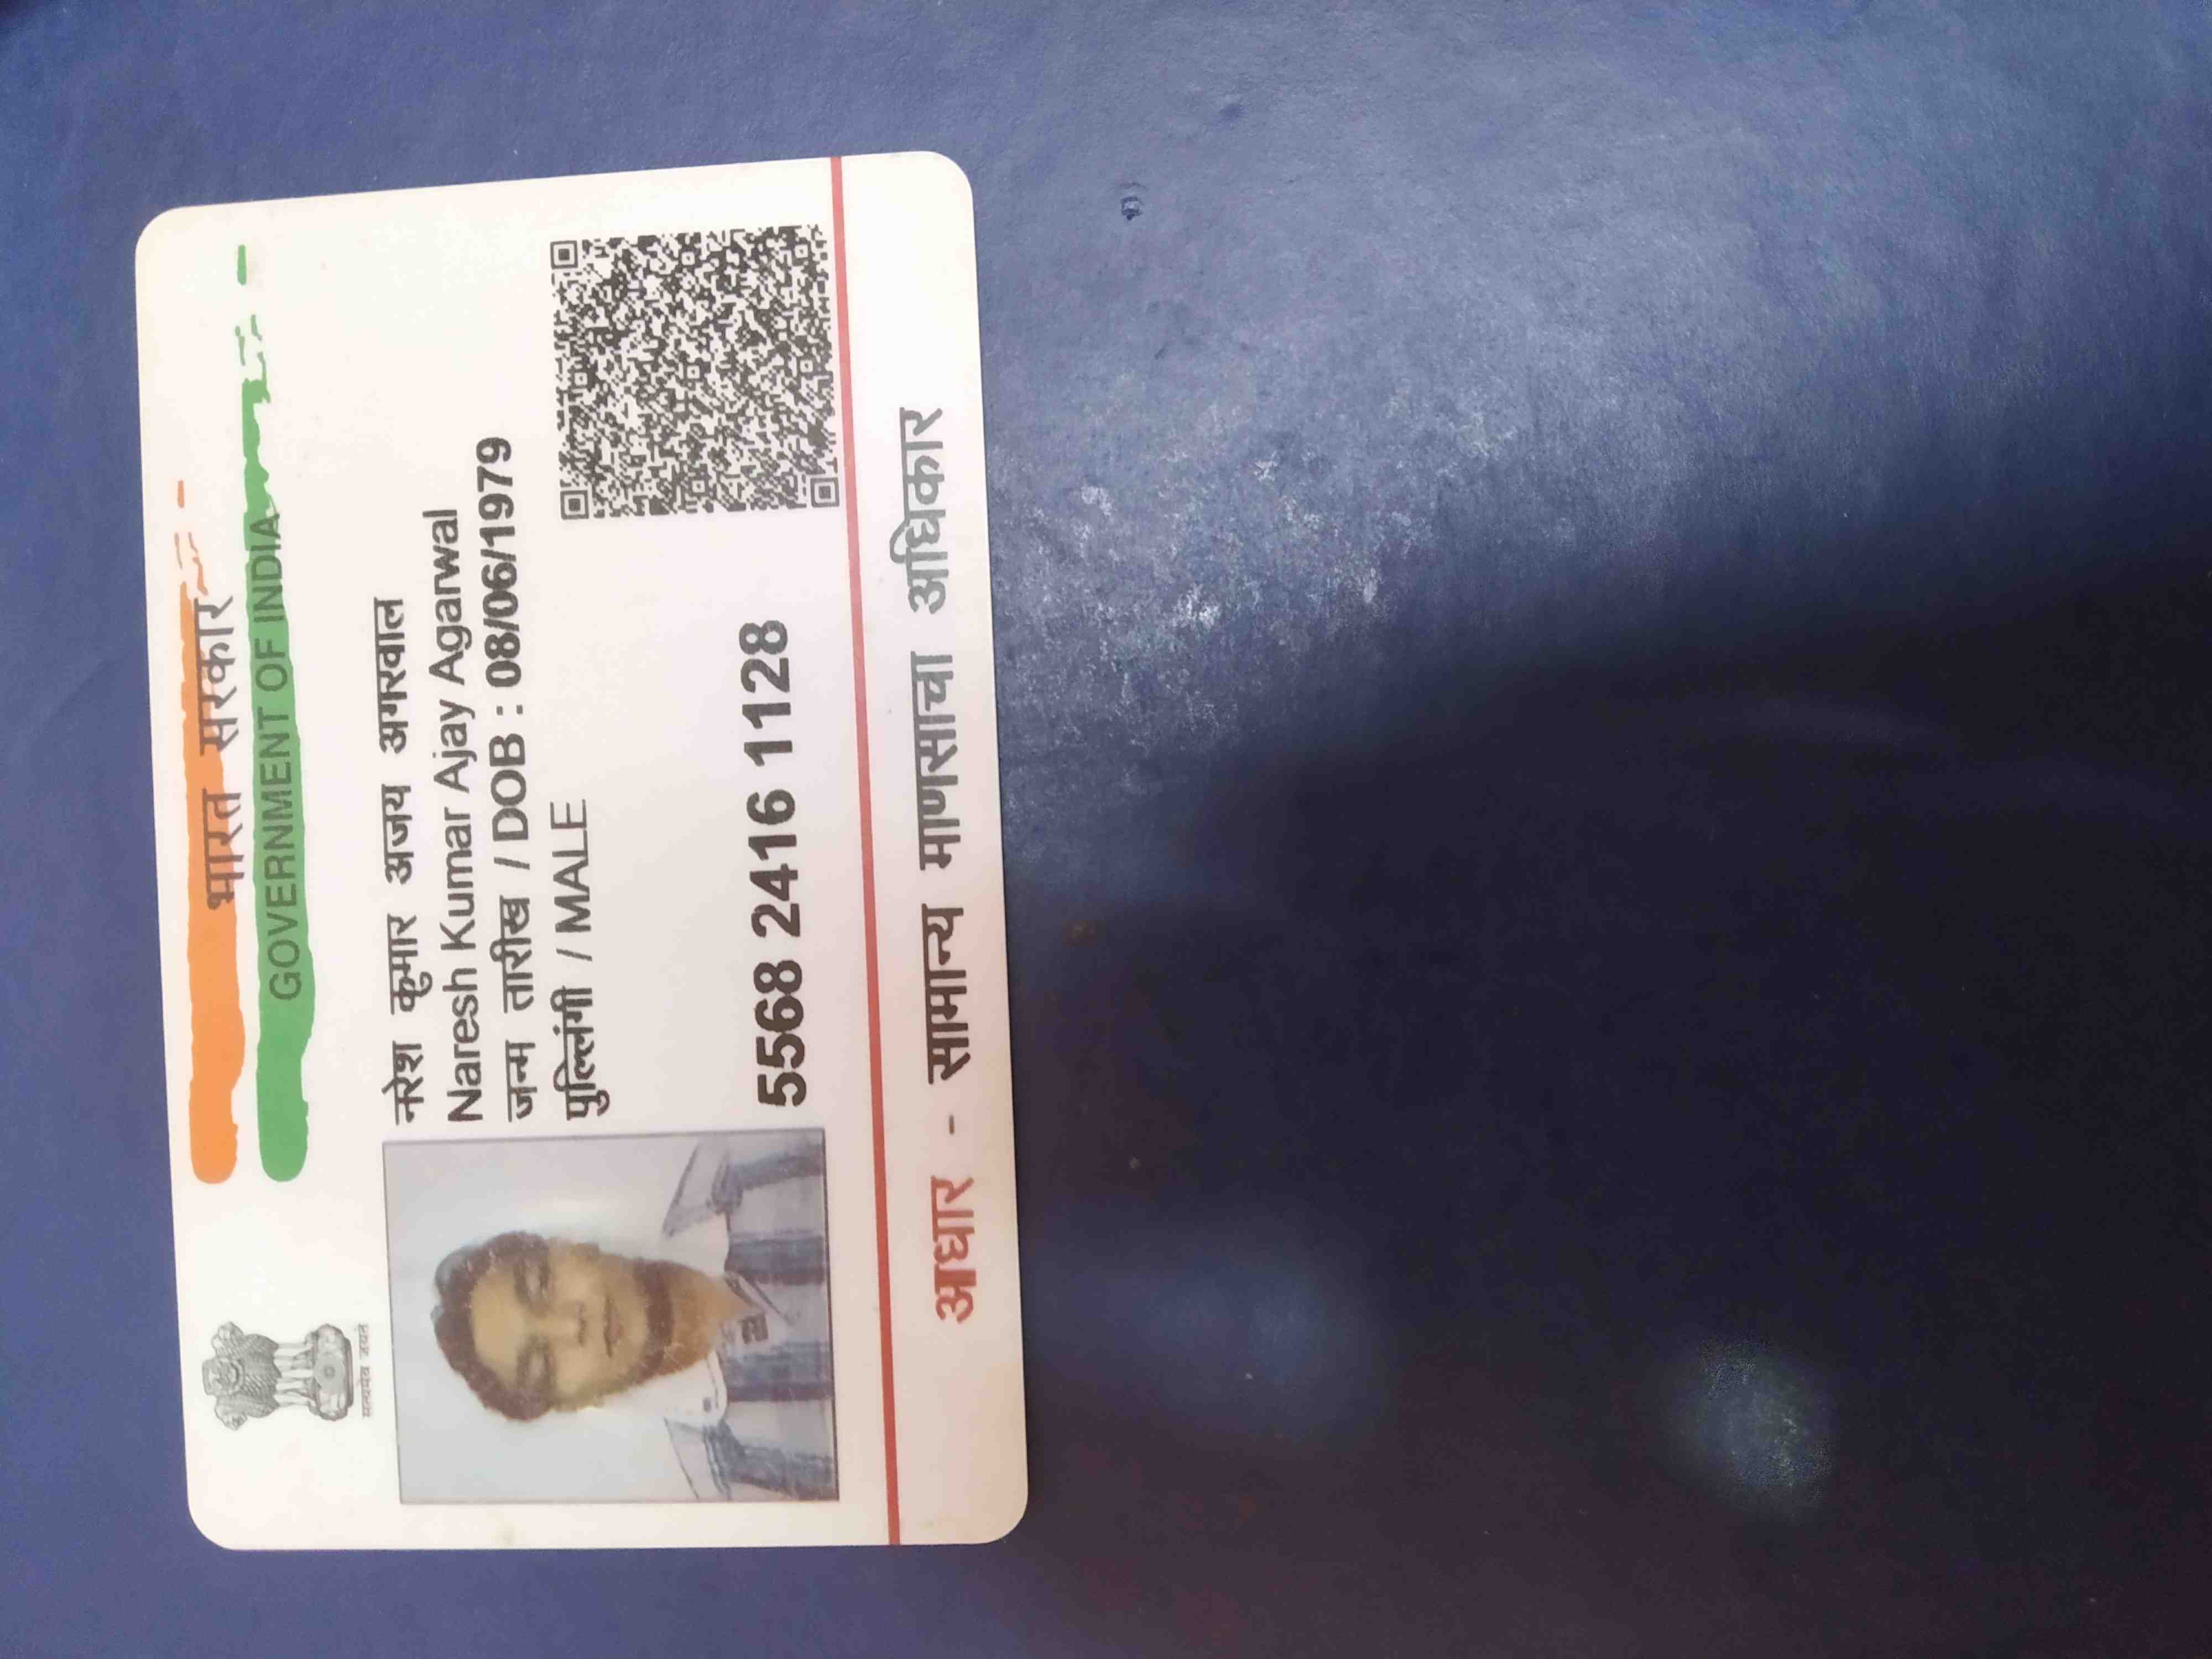 भारत सरकार
GOVERNMENT OF INDIA
सत्यमेव जयते
नरेश कुमार अजय अगरवाल
Naresh Kumar Ajay Agarwal
जन्म तारीख / DOB : 08/06/1979
पुल्लिंगी / MALE
5568 2416 1128
आधार - सामान्य माणसाचा अधिकार